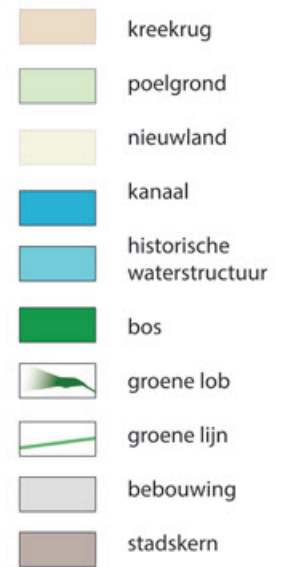 kreekrug
poelgrond
nieuwland
kanaal
historische
waterstructuur
bos
groene lob
groene lijn
bebouwing
stadskern